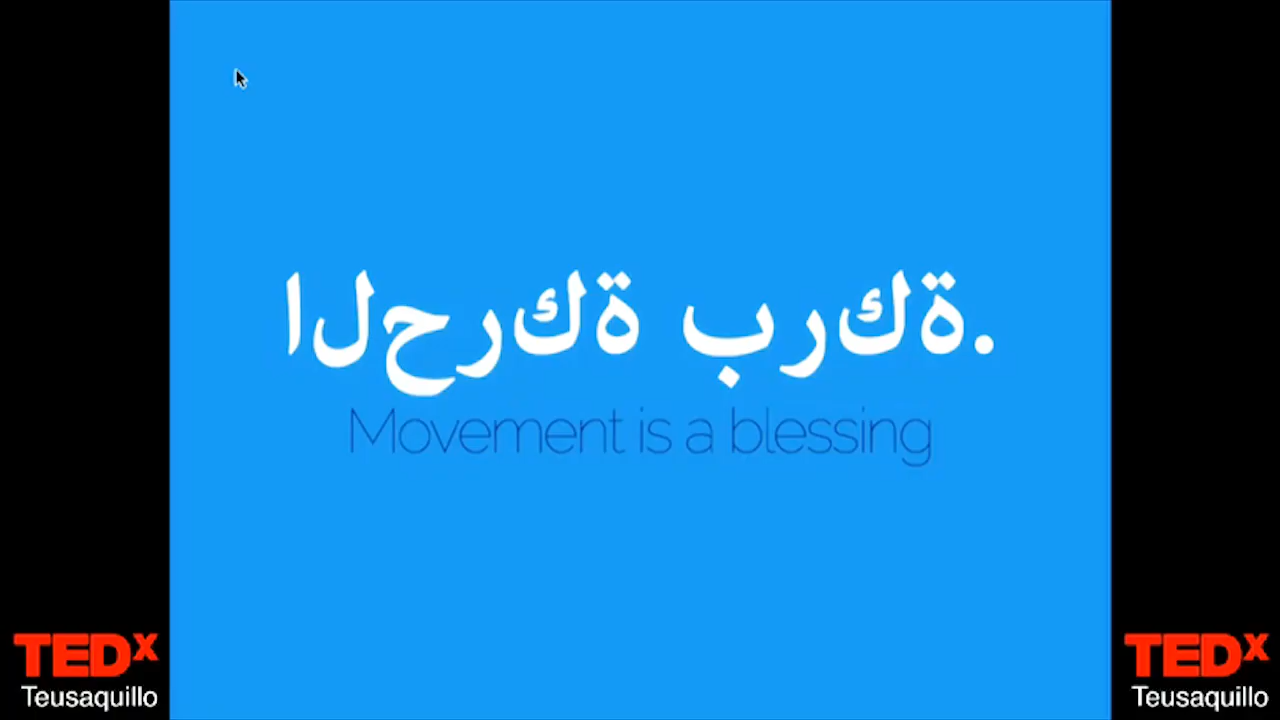 الحركة بركة.
Movement is a blessing
TEDx
Teusaquillo
TEDx
Teusaquillo